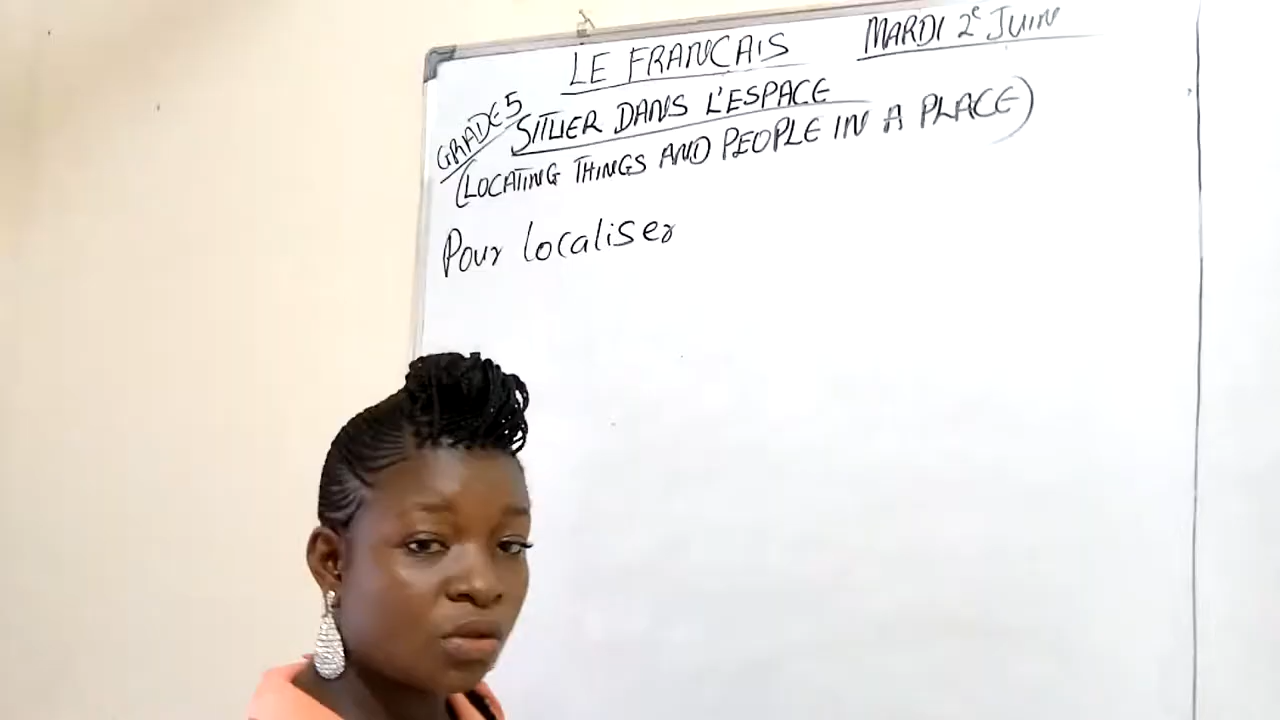 LE FRANCAIS
MARDI 2e JUIN
GRADE 5
SITUER DANS L'ESPACE
(LOCATING THINGS AND PEOPLE IN A PLACE)
Pour localiser